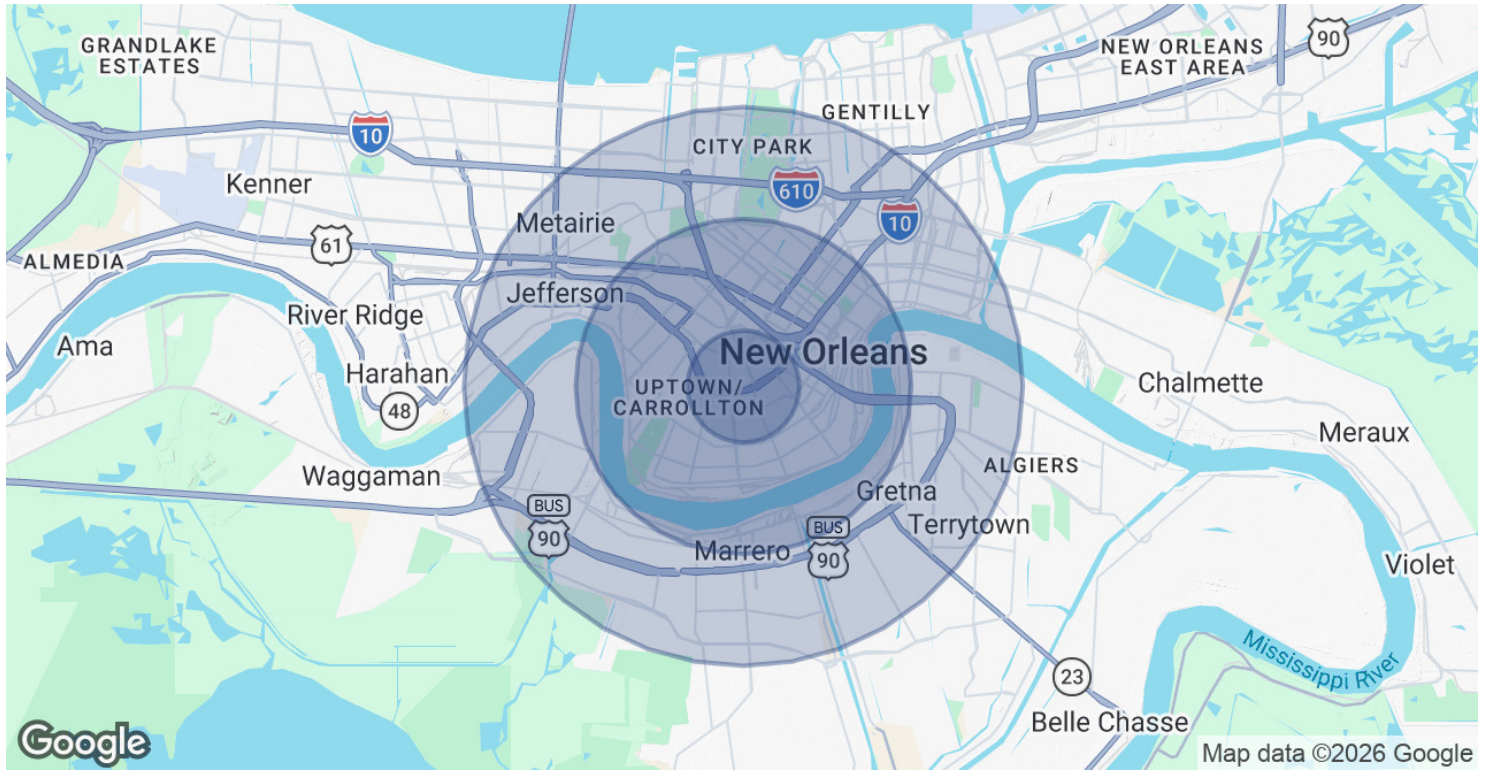 GRANDLAKE
ESTATES
NEW ORLEANS
EAST AREA
90
GENTILLY
10
CITY PARK
Kenner
610
Metairie
10
61
ALMEDIA
Jefferson
River Ridge
Ama
New Orleans
Harahan
UPTOWN/
CARROLLTON
48
Chalmette
Meraux
Waggaman
ALGIERS
Gretna
BUS
90
Terrytown
BUS
90
Marrero
Violet
Mississippi River
23
Belle Chasse
Google
Map data ©2026 Google